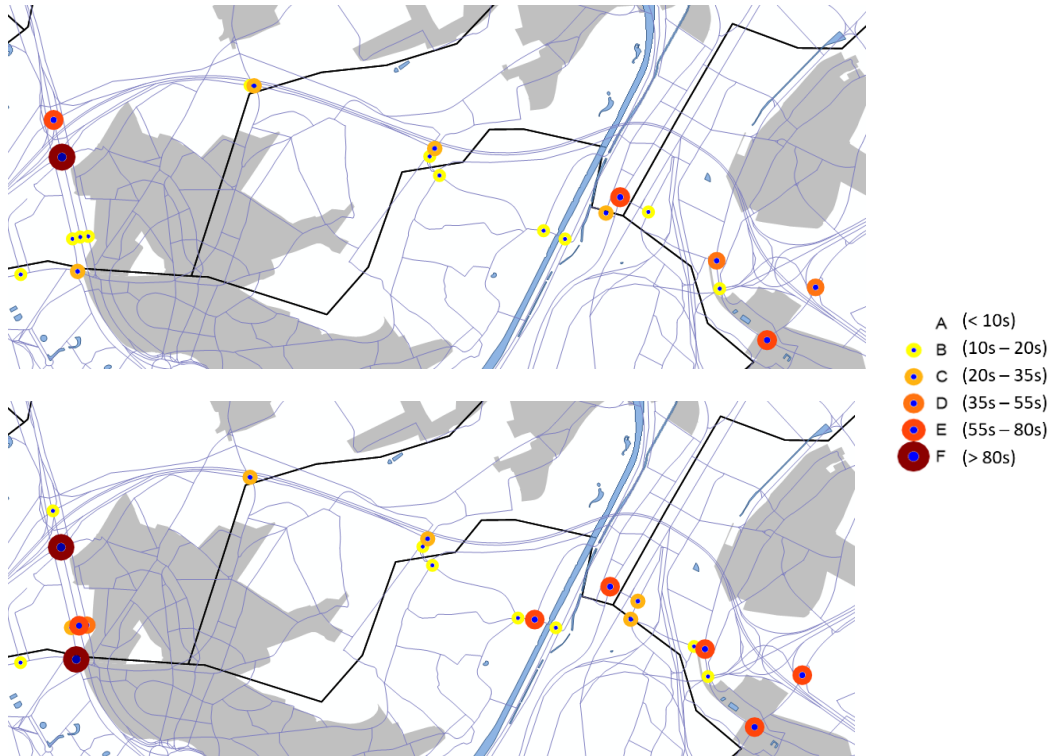 A (< 10s)
B (10s – 20s)
C (20s – 35s)
D (35s – 55s)
E (55s – 80s)
F (> 80s)